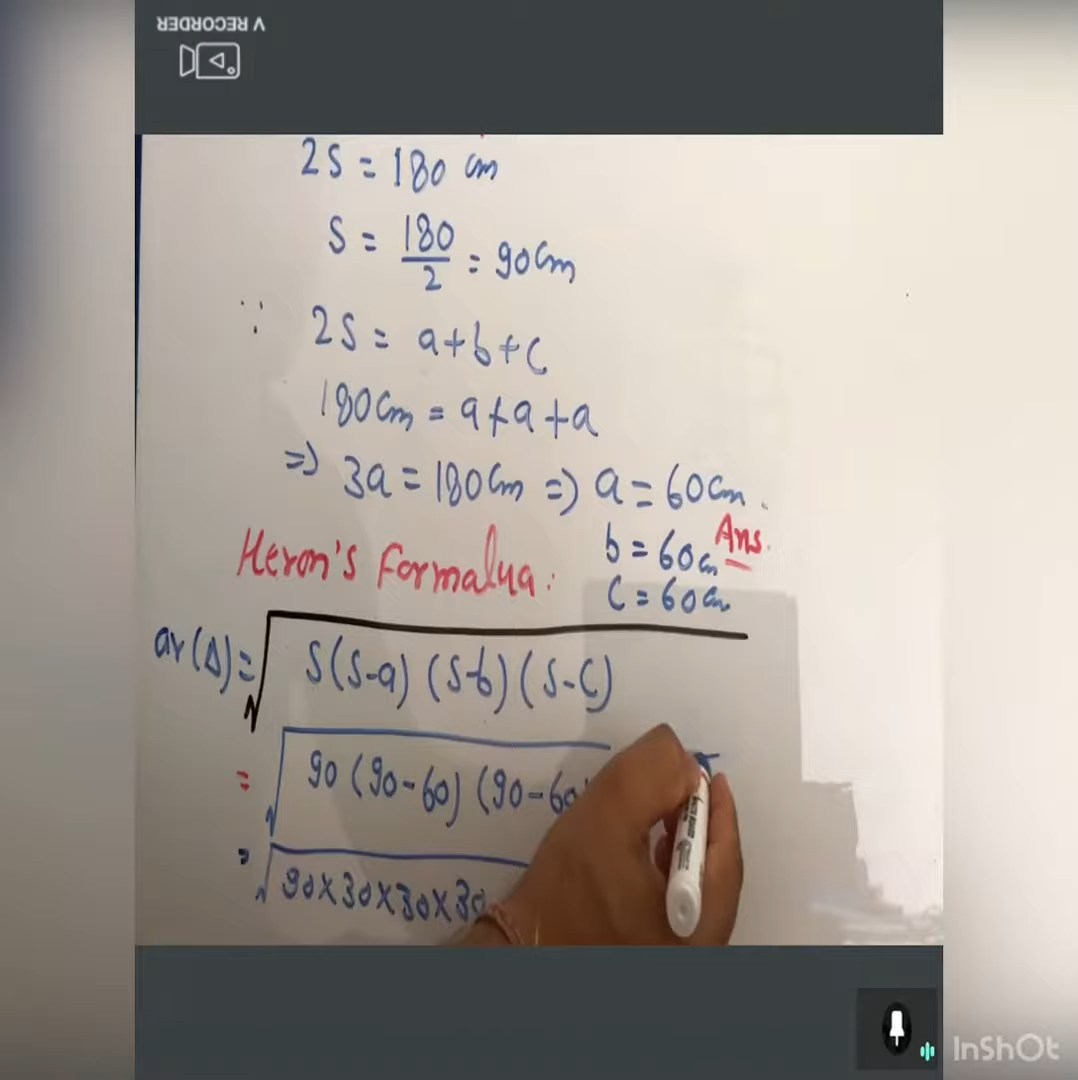 V RECORDER
2S = 180 cm
S = 180/2 = 90cm
∵ 2S = a+b+c
180cm = a+a+a
=> 3a = 180cm => a = 60cm.
Ans.
b = 60cm
c = 60cm
Heron's Formalua:
ar(Δ) = √S(S-a)(S-b)(S-c)
= √90(90-60)(90-60
= √90×30×30×30
InShOt